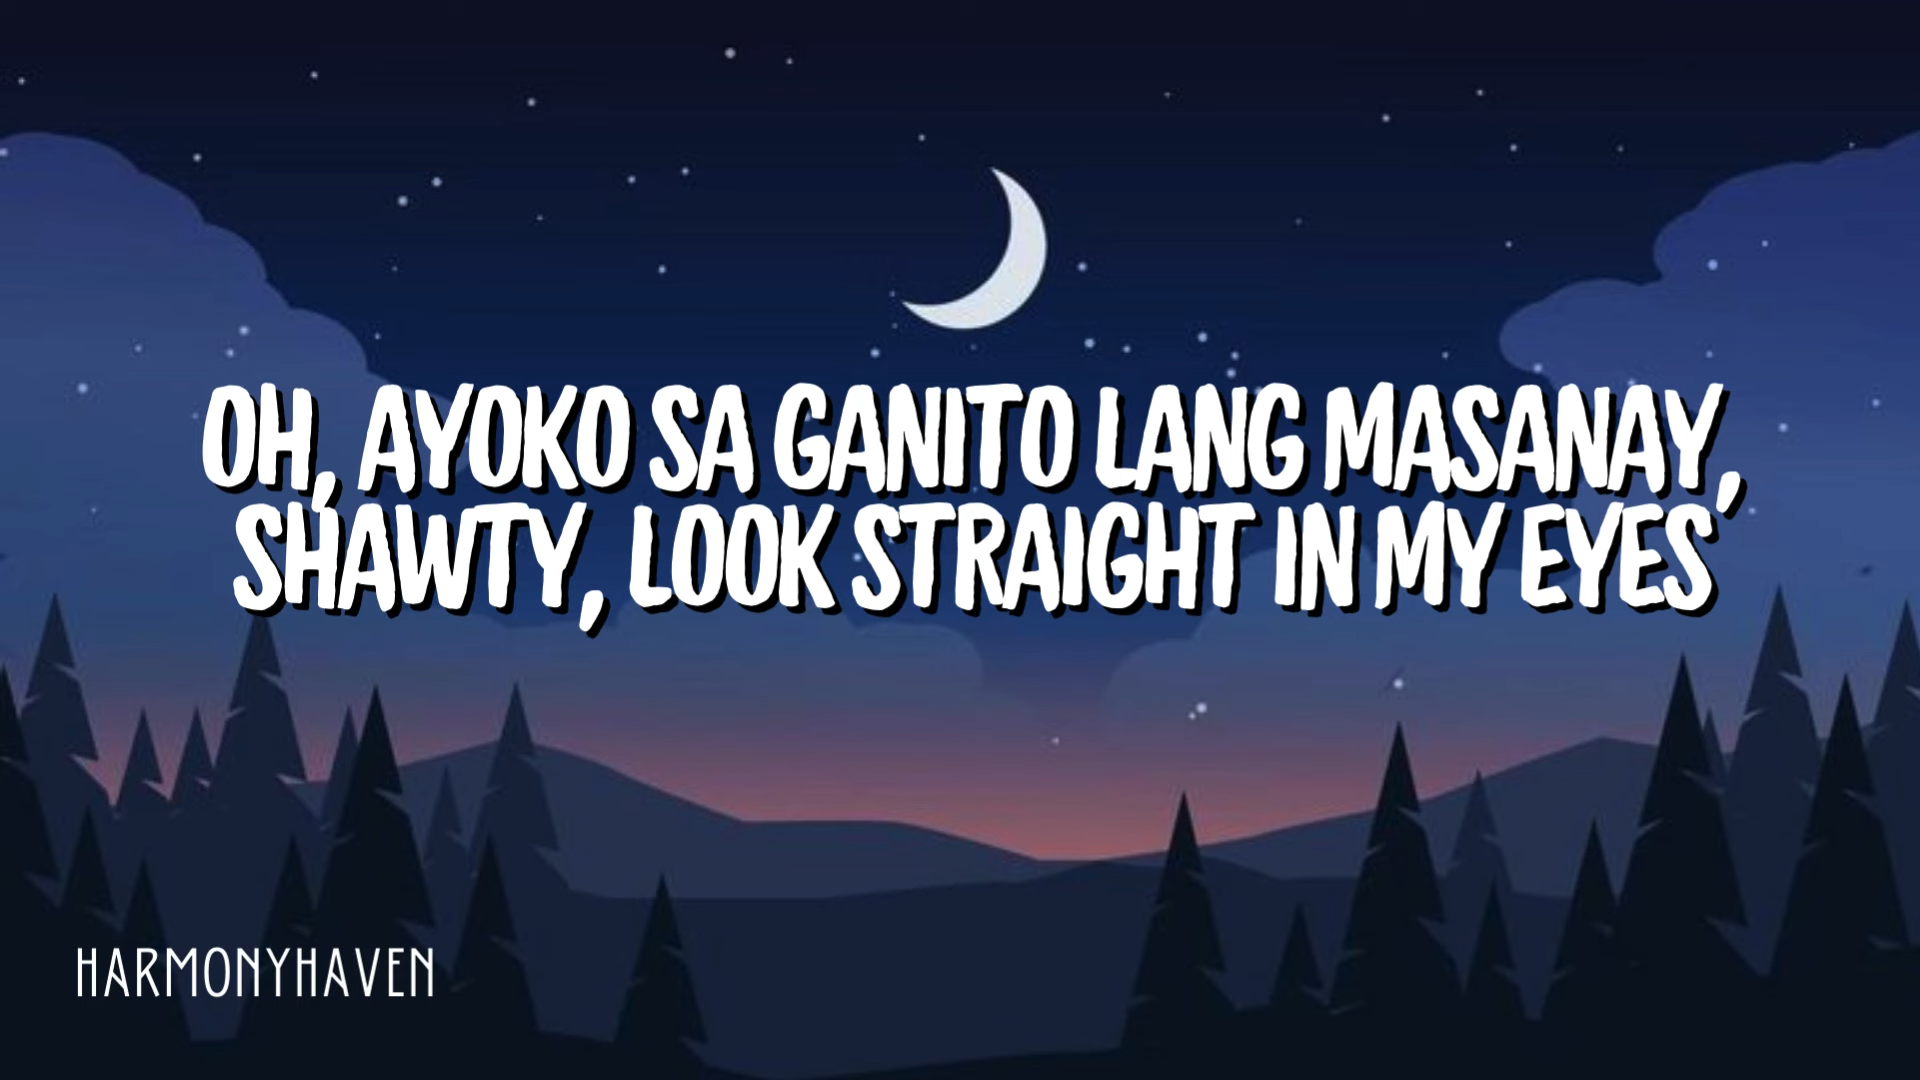 OH, AYOKO SA GANITO LANG MASANAY,
SHAWTY, LOOK STRAIGHT IN MY EYES
HARMONYHAVEN